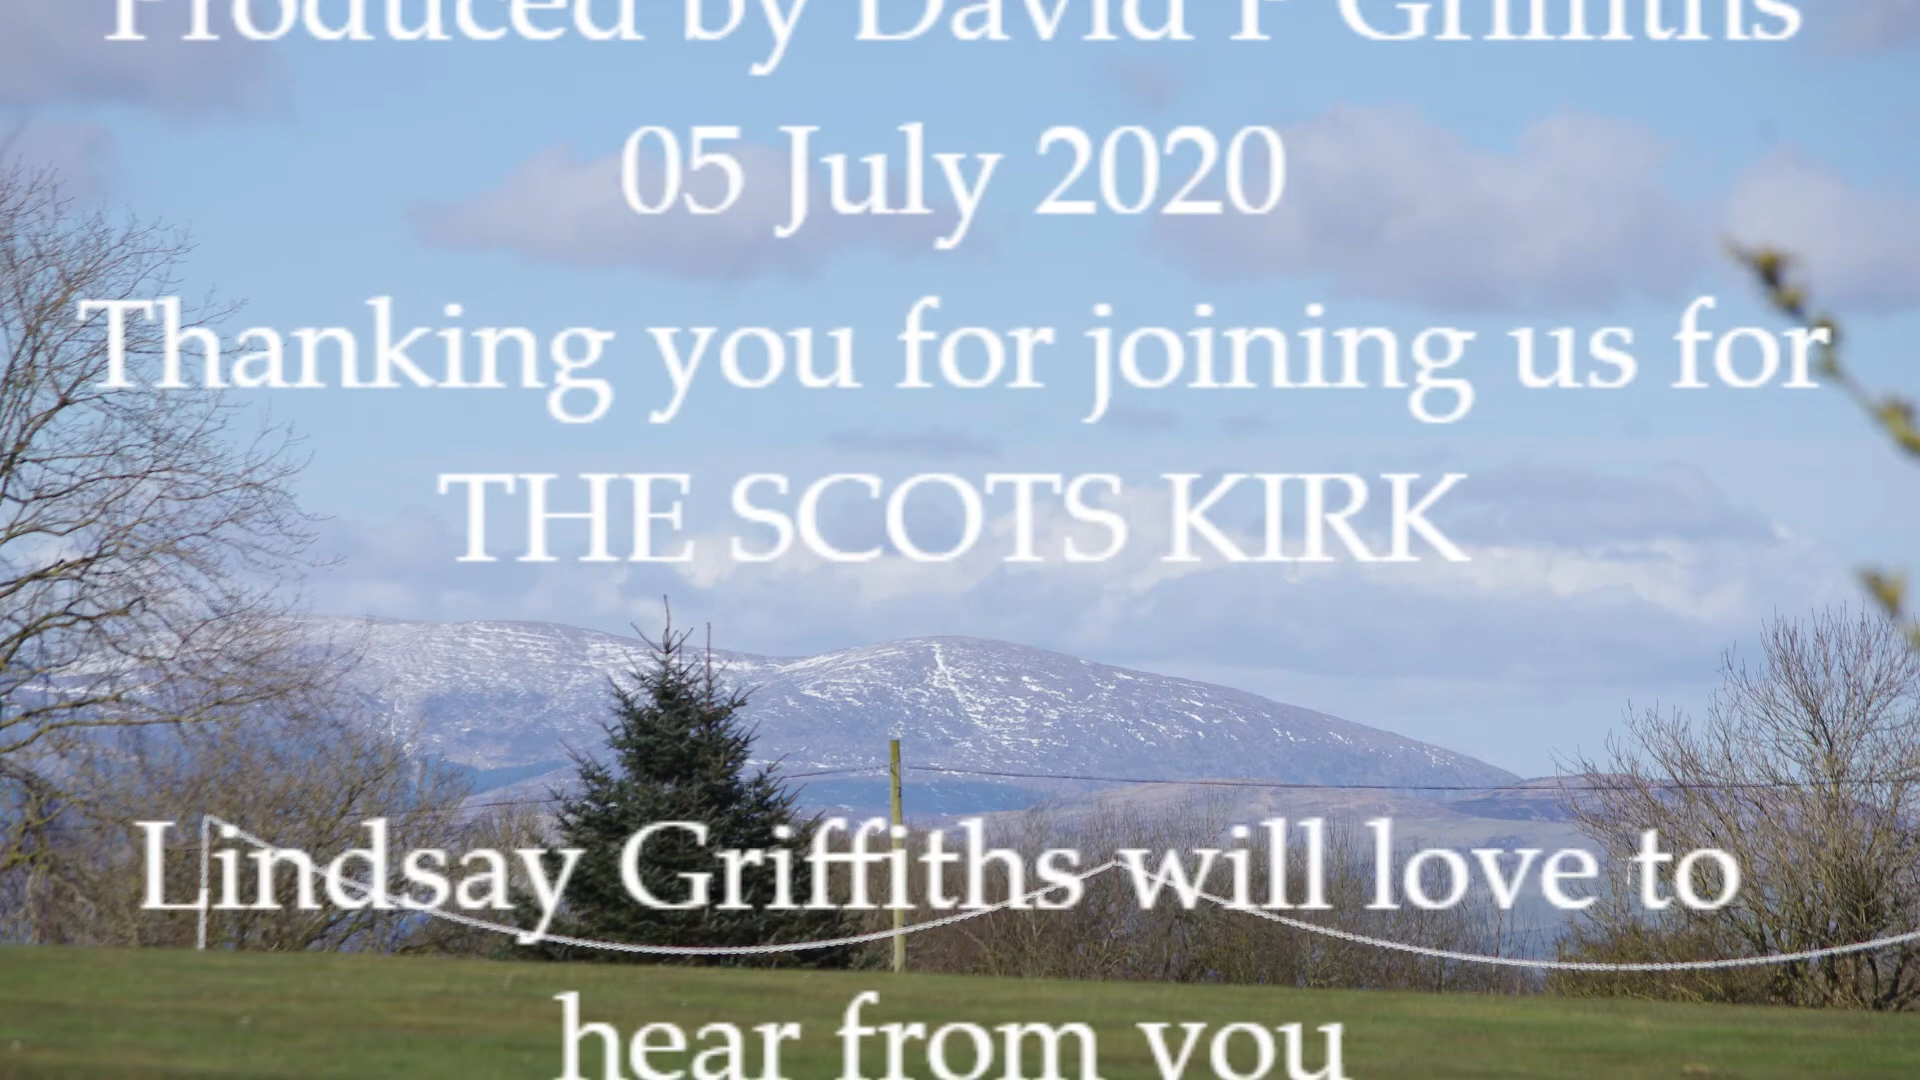 Produced by David P Griffiths
05 July 2020
Thanking you for joining us for
THE SCOTS KIRK
Lindsay Griffiths will love to
hear from you